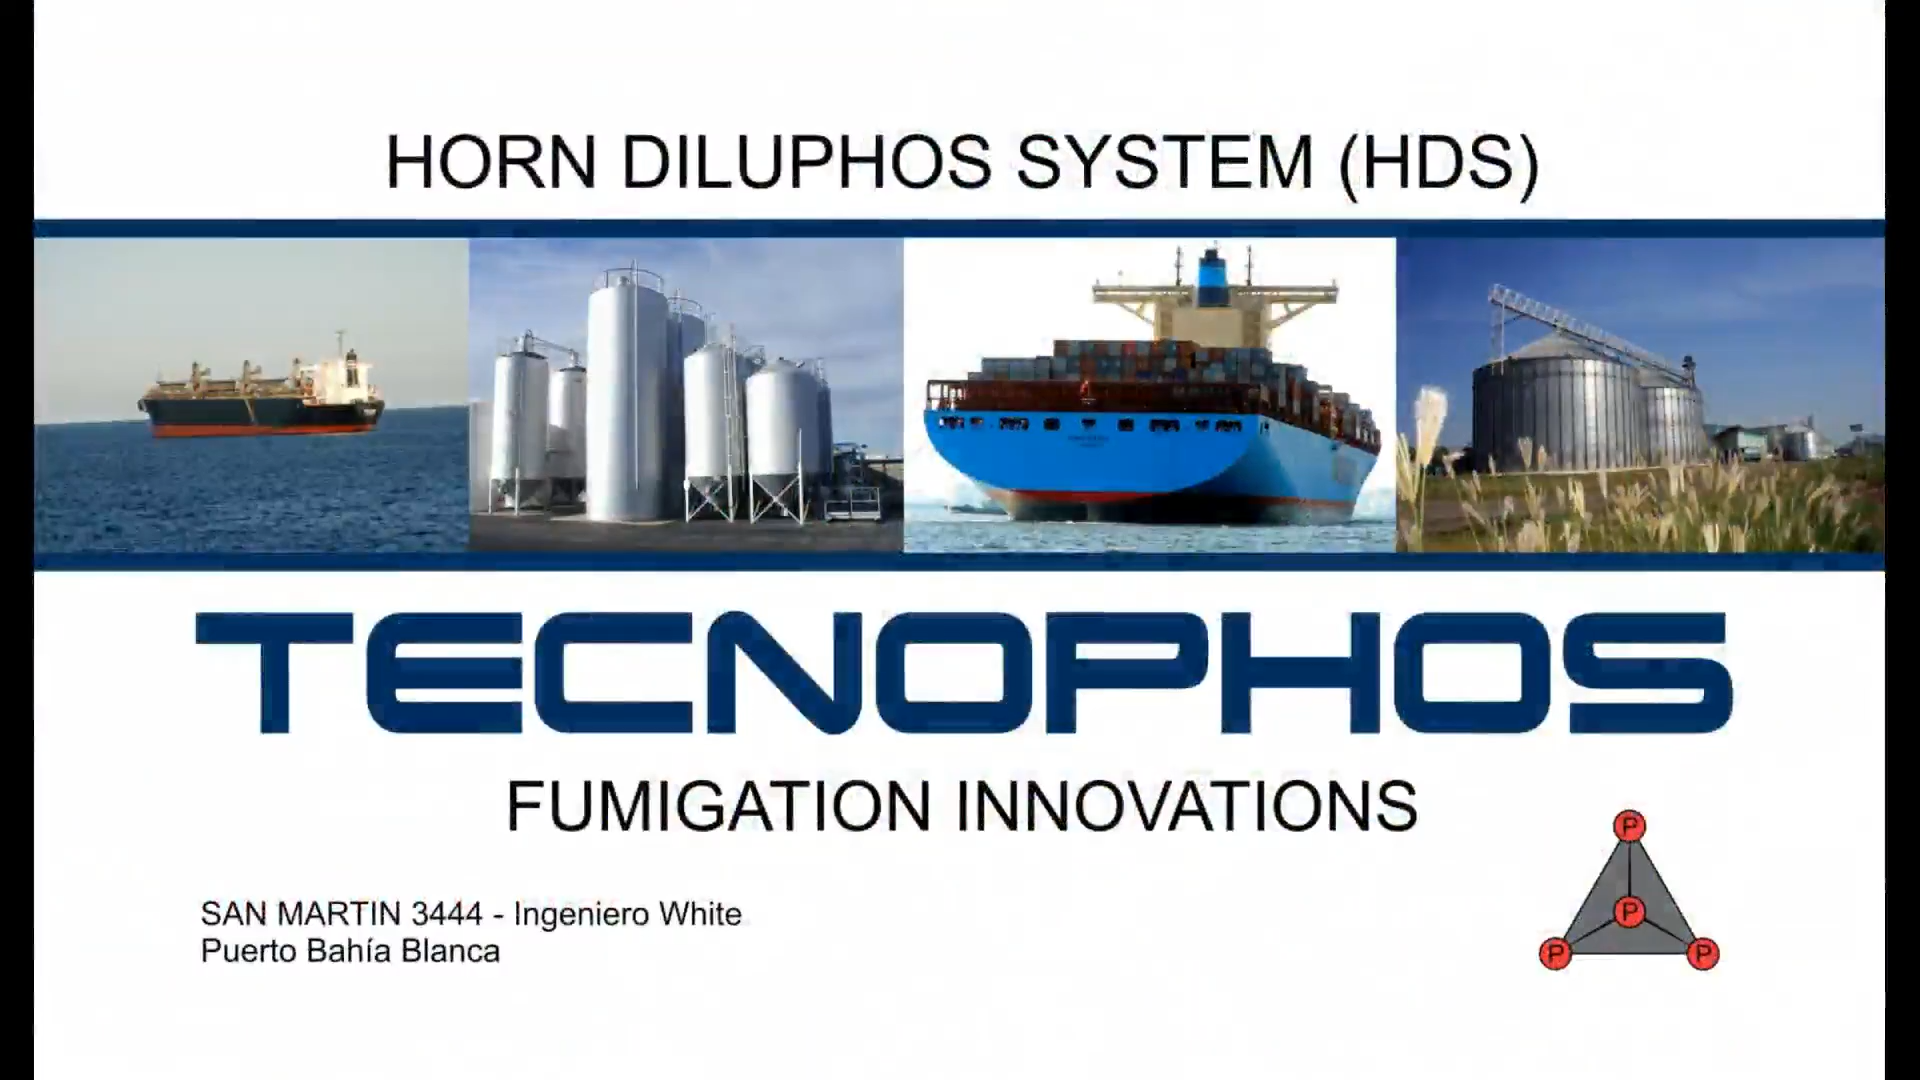 HORN DILUPHOS SYSTEM (HDS)
TECNOPHOS
FUMIGATION INNOVATIONS
SAN MARTIN 3444 - Ingeniero White
Puerto Bahía Blanca
P
P
P
P